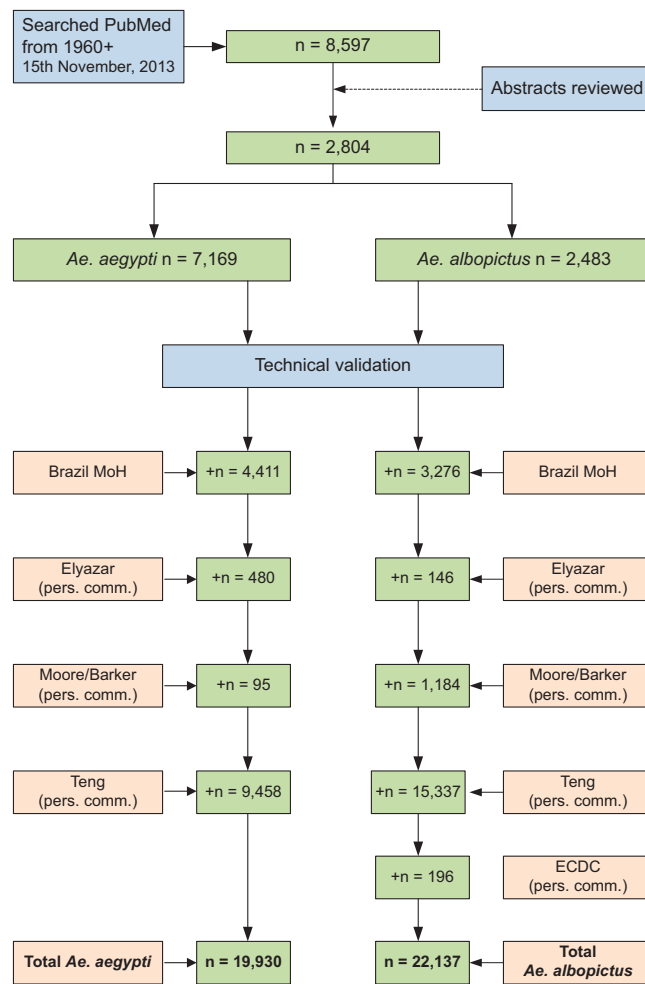 Searched PubMed
from 1960+
15th November, 2013
n = 8,597
Abstracts reviewed
n = 2,804
Ae. aegypti n = 7,169
Ae. albopictus n = 2,483
Technical validation
Brazil MoH
+n = 4,411
+n = 3,276
Brazil MoH
Elyazar
(pers. comm.)
+n = 480
+n = 146
Elyazar
(pers. comm.)
Moore/Barker
(pers. comm.)
+n = 95
+n = 1,184
Moore/Barker
(pers. comm.)
Teng
(pers. comm.)
+n = 9,458
+n = 15,337
Teng
(pers. comm.)
+n = 196
ECDC
(pers. comm.)
Total Ae. aegypti
n = 19,930
n = 22,137
Total
Ae. albopictus